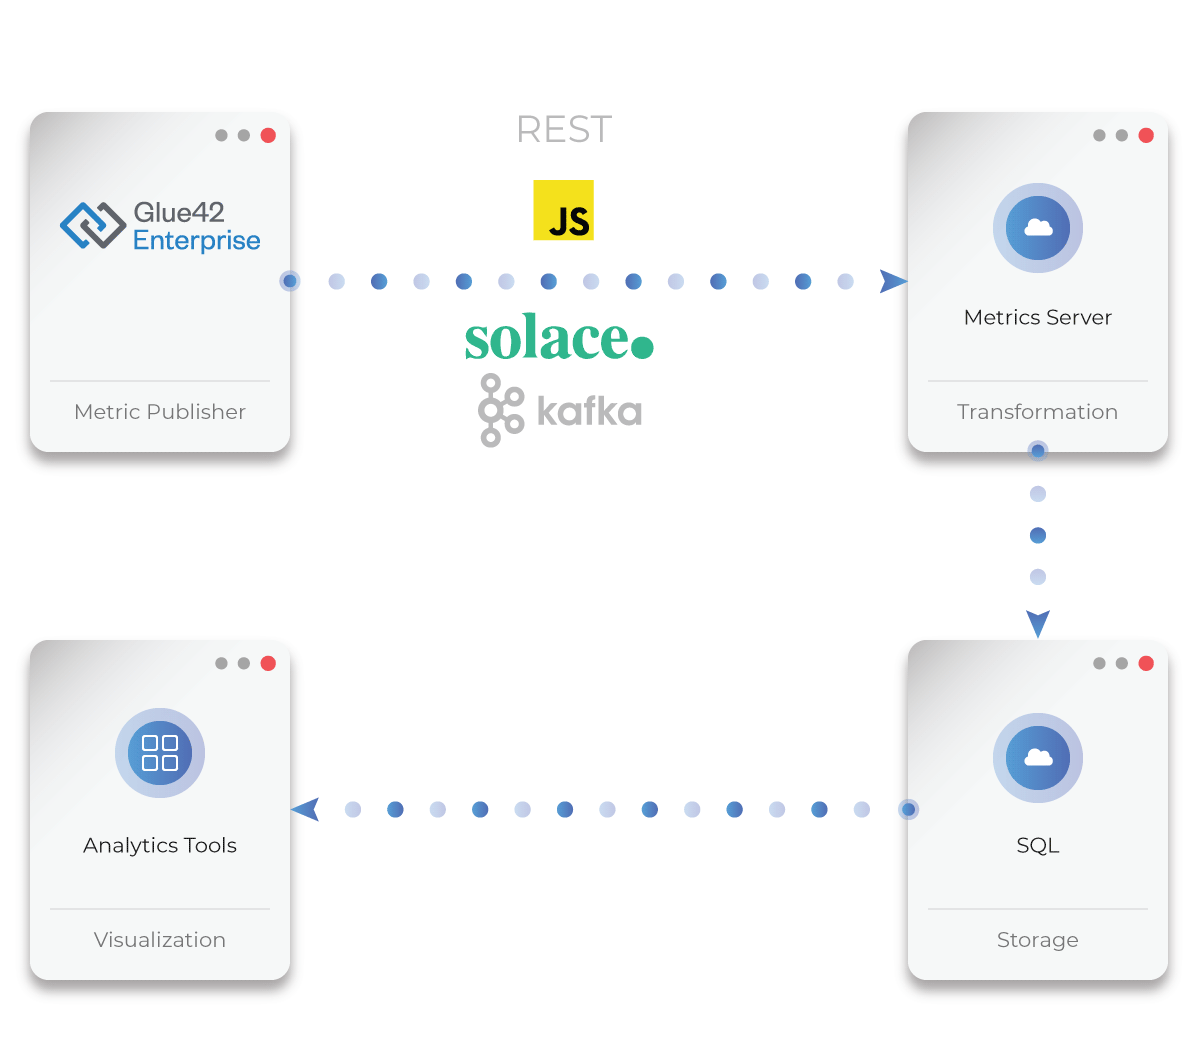 Glue42
Enterprise
Metric Publisher
REST
JS
solace.
kafka
Metrics Server
Transformation
Analytics Tools
Visualization
SQL
Storage